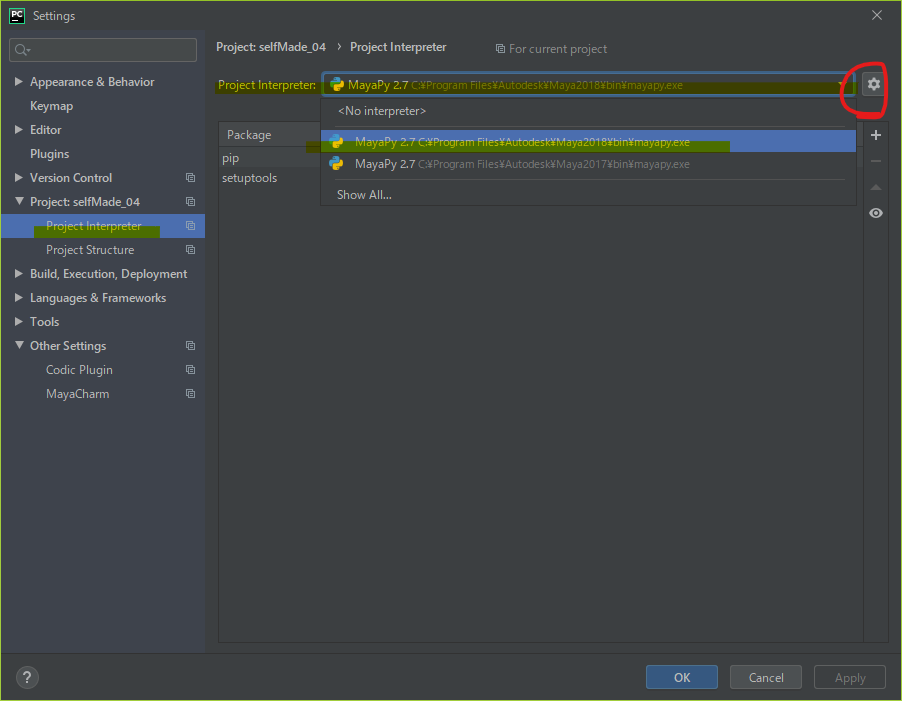 PC Settings
Project: selfMade_04 › Project Interpreter For current project
Appearance & Behavior
Keymap
Editor
Plugins
Version Control
Project: selfMade_04
Project Interpreter
Project Structure
Build, Execution, Deployment
Languages & Frameworks
Tools
Other Settings
Codic Plugin
MayaCharm
Project Interpreter: MayaPy 2.7 C:¥Program Files¥Autodesk¥Maya2018¥bin¥mayapy.exe
<No interpreter>
MayaPy 2.7 C:¥Program Files¥Autodesk¥Maya2018¥bin¥mayapy.exe
MayaPy 2.7 C:¥Program Files¥Autodesk¥Maya2017¥bin¥mayapy.exe
Show All...
Package
pip
setuptools
?
OK Cancel Apply